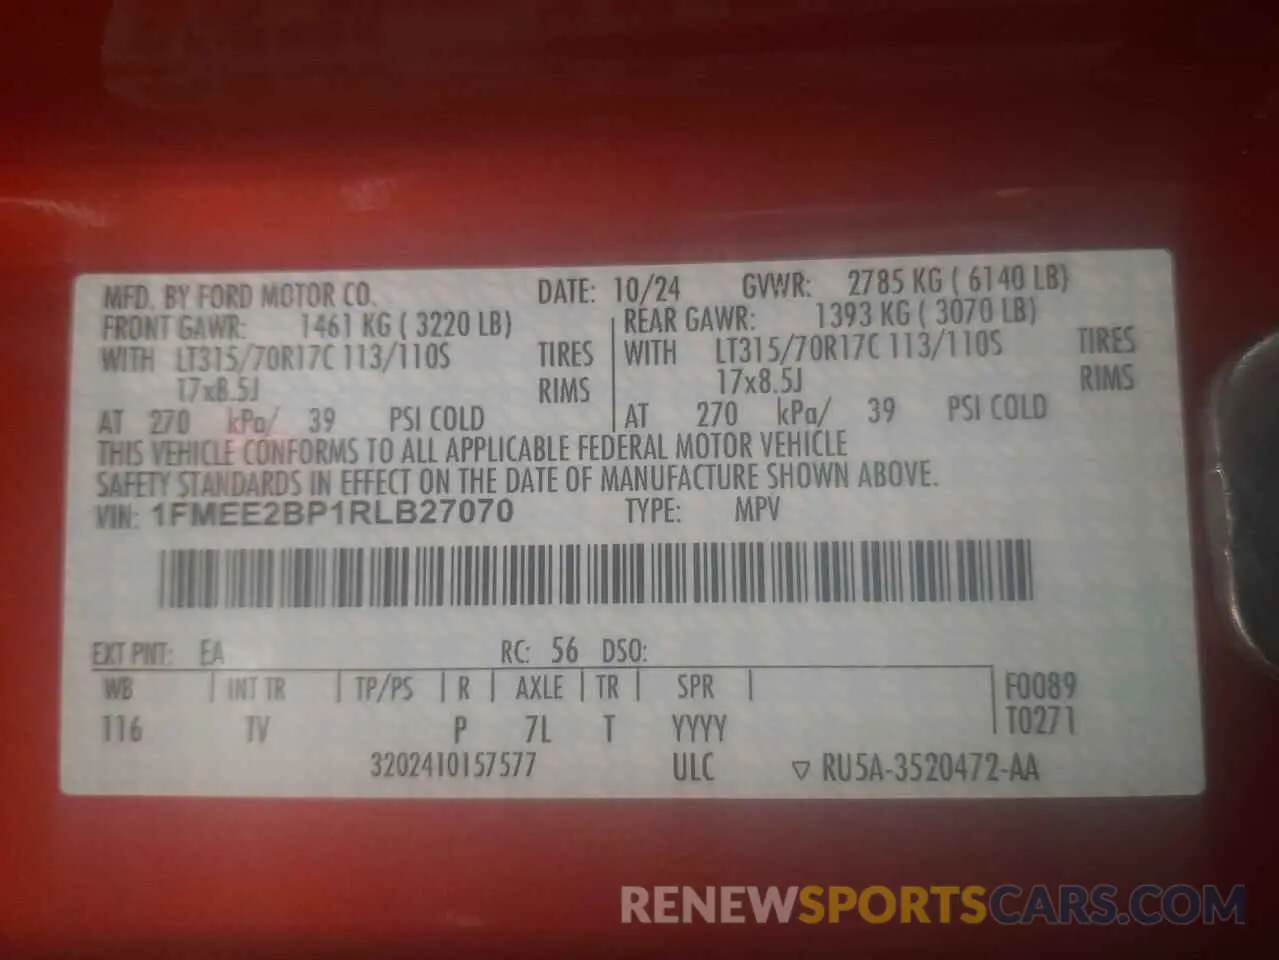 MFD. BY FORD MOTOR CO. DATE: 10/24 GVWR: 2785 KG ( 6140 LB)
FRONT GAWR: 1461 KG ( 3220 LB) REAR GAWR: 1393 KG ( 3070 LB)
WITH LT315/70R17C 113/110S TIRES WITH LT315/70R17C 113/110S TIRES
17x8.5J RIMS 17x8.5J RIMS
AT 270 kPa/ 39 PSI COLD AT 270 kPa/ 39 PSI COLD
THIS VEHICLE CONFORMS TO ALL APPLICABLE FEDERAL MOTOR VEHICLE
SAFETY STANDARDS IN EFFECT ON THE DATE OF MANUFACTURE SHOWN ABOVE.
VIN: 1FMEE2BP1RLB27070 TYPE: MPV
EXT PNT: EA RC: 56 DSO:
WB INT TR TP/PS R AXLE TR SPR F0089
116 TV P 7L T YYYY T0271
3202410157577 ULC ▽ RU5A-3520472-AA
RENEWSPORTSCARS.COM